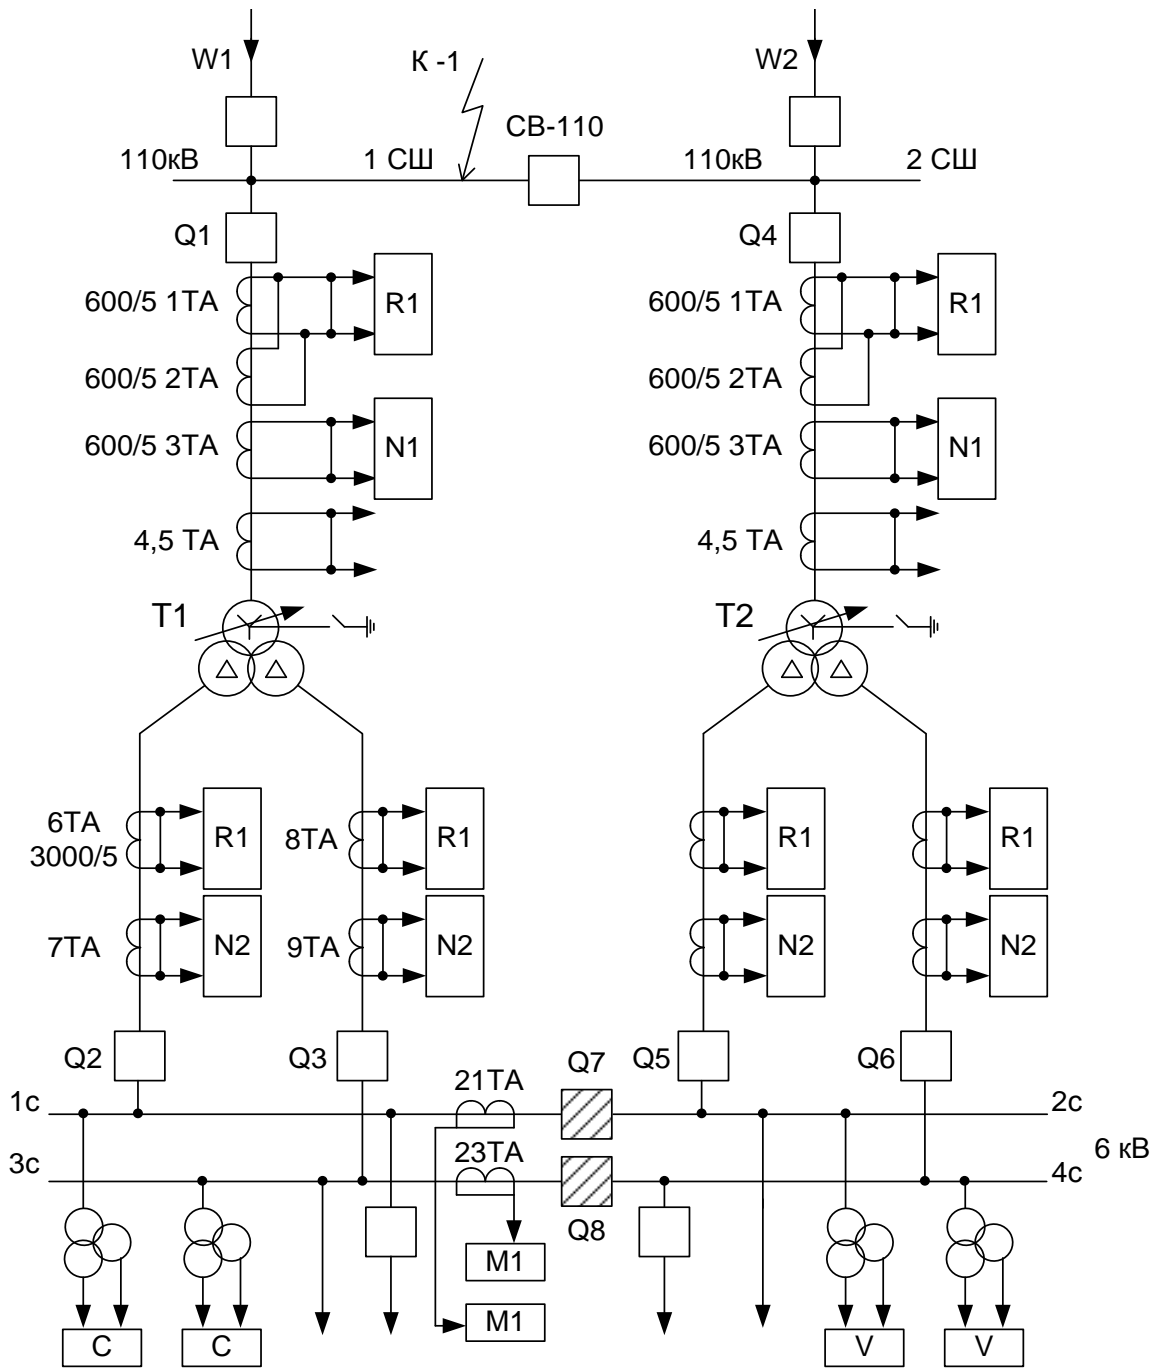 W1
К -1
W2
СВ-110
110кВ
1 СШ
110кВ
2 СШ
Q1
Q4
600/5 1ТА
R1
600/5 1ТА
R1
600/5 2ТА
600/5 2ТА
600/5 3ТА
N1
600/5 3ТА
N1
4,5 ТА
4,5 ТА
T1
T2
6ТА
3000/5
R1
8ТА
R1
R1
R1
7ТА
N2
9ТА
N2
N2
N2
Q2
Q3
Q5
Q6
Q7
21ТА
1с
2с
23ТА
6 кВ
3с
4с
Q8
М1
М1
С
С
V
V